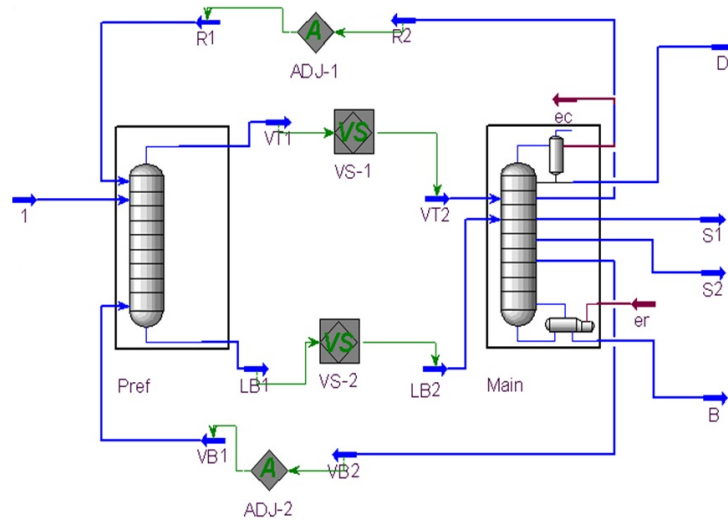 R1
A
R2
ADJ-1
D
VT1
VS
ec
VS-1
1
VT2
S1
S2
VS
er
Pref
LB1
VS-2
LB2
Main
B
VB1
A
VB2
ADJ-2